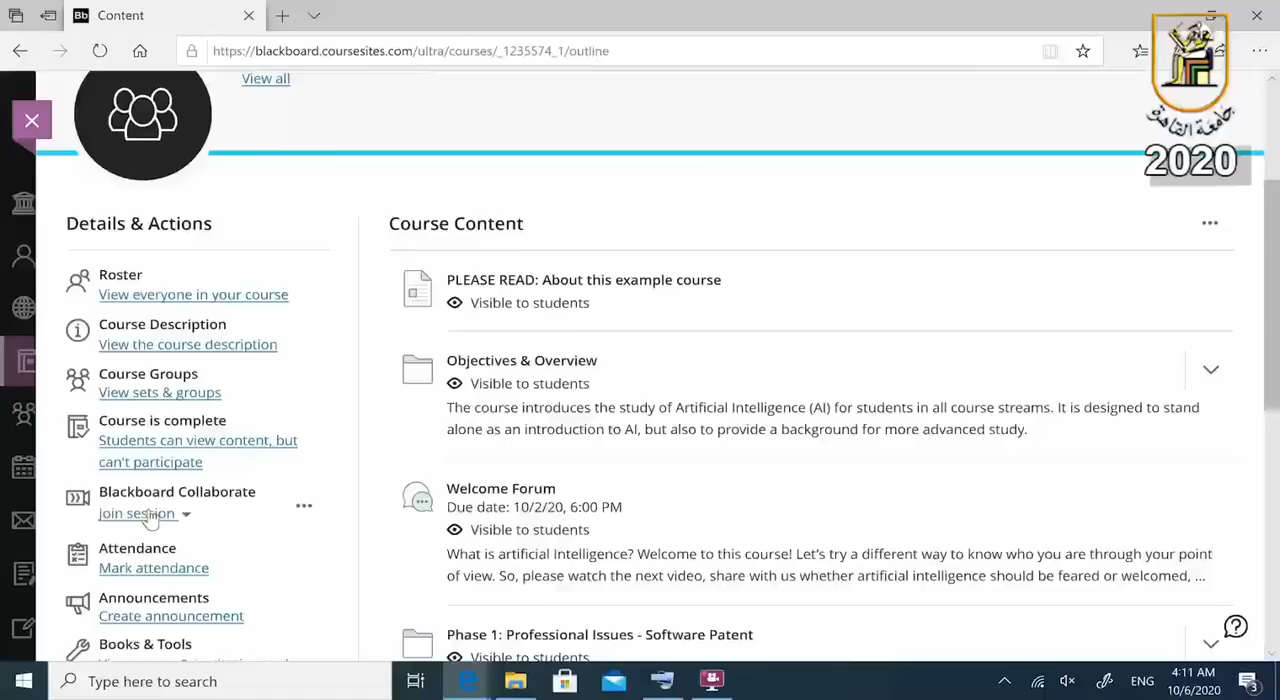 Bb Content
https://blackboard.coursesites.com/ultra/courses/_1235574_1/outline
جامعة القاهرة
2020
View all
Details & Actions
Roster
View everyone in your course
Course Description
View the course description
Course Groups
View sets & groups
Course is complete
Students can view content, but
can't participate
Blackboard Collaborate
Join session
Attendance
Mark attendance
Announcements
Create announcement
Books & Tools
Course Content
PLEASE READ: About this example course
Visible to students
Objectives & Overview
Visible to students
The course introduces the study of Artificial Intelligence (AI) for students in all course streams. It is designed to stand
alone as an introduction to AI, but also to provide a background for more advanced study.
Welcome Forum
Due date: 10/2/20, 6:00 PM
Visible to students
What is artificial Intelligence? Welcome to this course! Let's try a different way to know who you are through your point
of view. So, please watch the next video, share with us whether artificial intelligence should be feared or welcomed, ...
Phase 1: Professional Issues - Software Patent
Visible to students
Type here to search
ENG
4:11 AM
10/6/2020
3